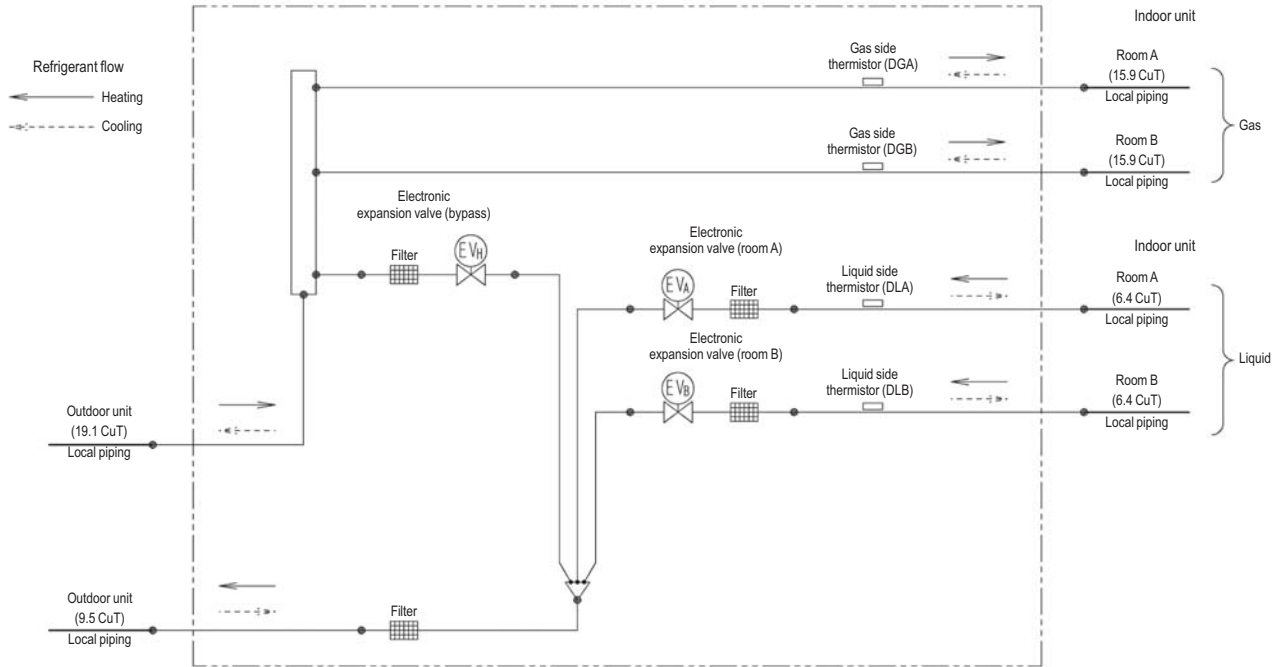 Indoor unit
Refrigerant flow
Heating
Cooling
Gas side
thermistor (DGA)
Room A
(15.9 CuT)
Local piping
Gas
Gas side
thermistor (DGB)
Room B
(15.9 CuT)
Local piping
Electronic
expansion valve (bypass)
Filter
EVH
Electronic
expansion valve (room A)
EVA
Filter
Liquid side
thermistor (DLA)
Indoor unit
Room A
(6.4 CuT)
Local piping
Liquid
Electronic
expansion valve (room B)
EVB
Filter
Liquid side
thermistor (DLB)
Room B
(6.4 CuT)
Local piping
Outdoor unit
(19.1 CuT)
Local piping
Outdoor unit
(9.5 CuT)
Local piping
Filter